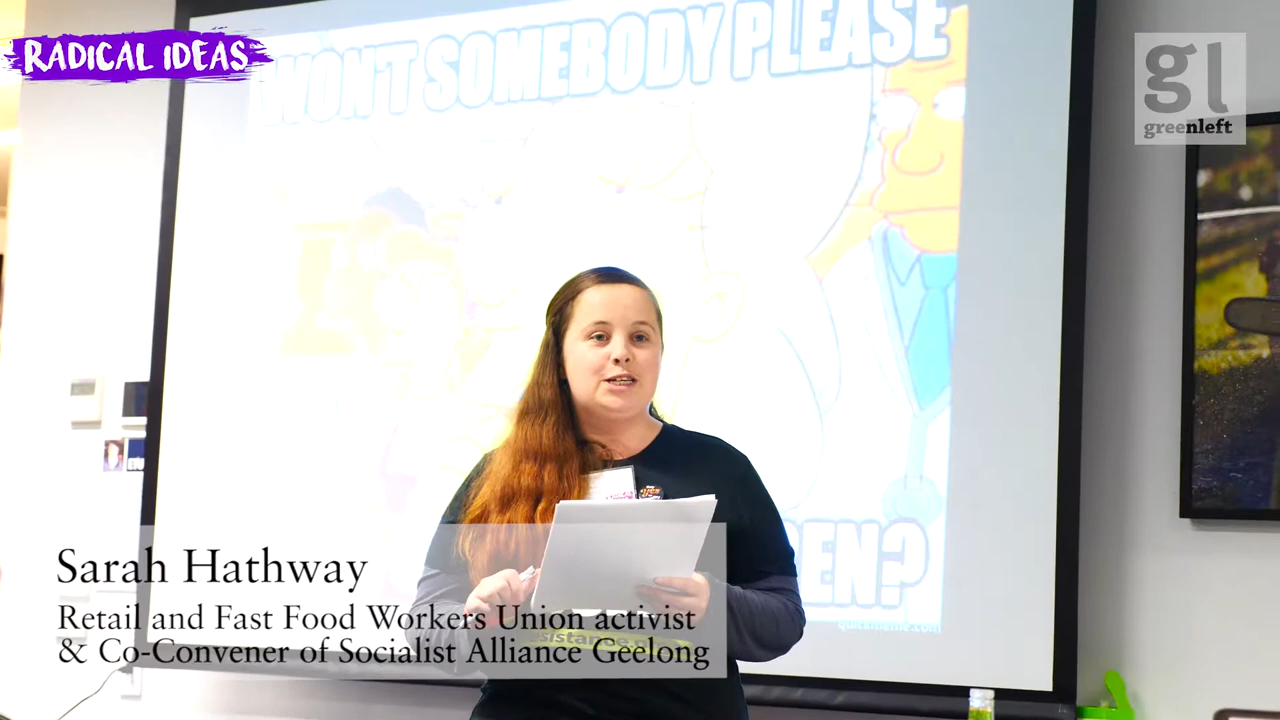 RADICAL IDEAS
WON'T SOMEBODY PLEASE
gl
greenleft
Sarah Hathway
Retail and Fast Food Workers Union activist
& Co-Convener of Socialist Alliance Geelong